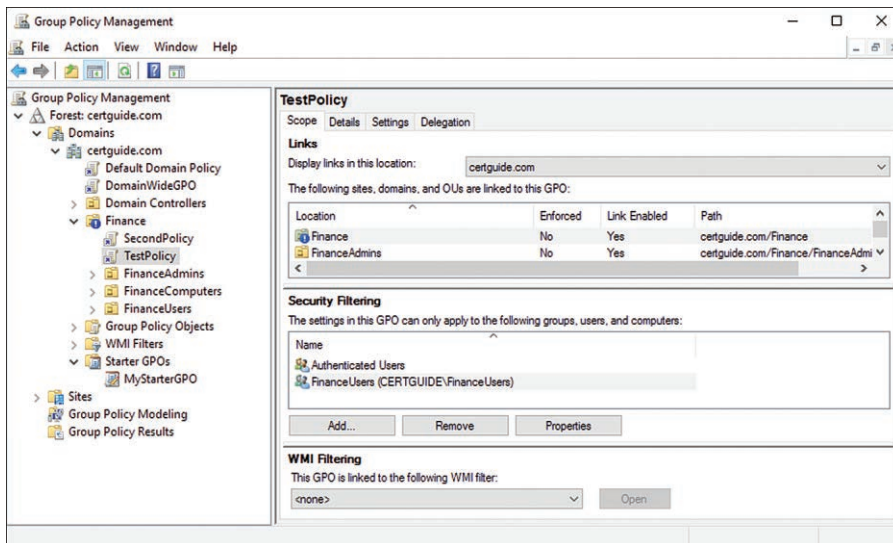 Group Policy Management
File Action View Window Help
Group Policy Management
Forest: certguide.com
Domains
certguide.com
Default Domain Policy
DomainWideGPO
Domain Controllers
Finance
SecondPolicy
TestPolicy
FinanceAdmins
FinanceComputers
FinanceUsers
Group Policy Objects
WMI Filters
Starter GPOs
MyStarterGPO
Sites
Group Policy Modeling
Group Policy Results
TestPolicy
Scope Details Settings Delegation
Links
Display links in this location: certguide.com
The following sites, domains, and OUs are linked to this GPO:
Location Enforced Link Enabled Path
Finance No Yes certguide.com/Finance
FinanceAdmins No Yes certguide.com/Finance/FinanceAdmi
Security Filtering
The settings in this GPO can only apply to the following groups, users, and computers:
Name
Authenticated Users
FinanceUsers (CERTGUIDE\FinanceUsers)
Add... Remove Properties
WMI Filtering
This GPO is linked to the following WMI filter:
<none> Open